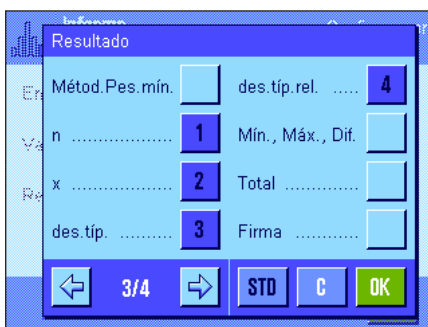 Informe
Resultado
Métod.Pes.mín.
des.típ.rel. ..... 4
n .................. 1
Mín., Máx., Dif.
x .................. 2
Total .............
des.típ. .......... 3
Firma ............
3/4
STD
C
OK